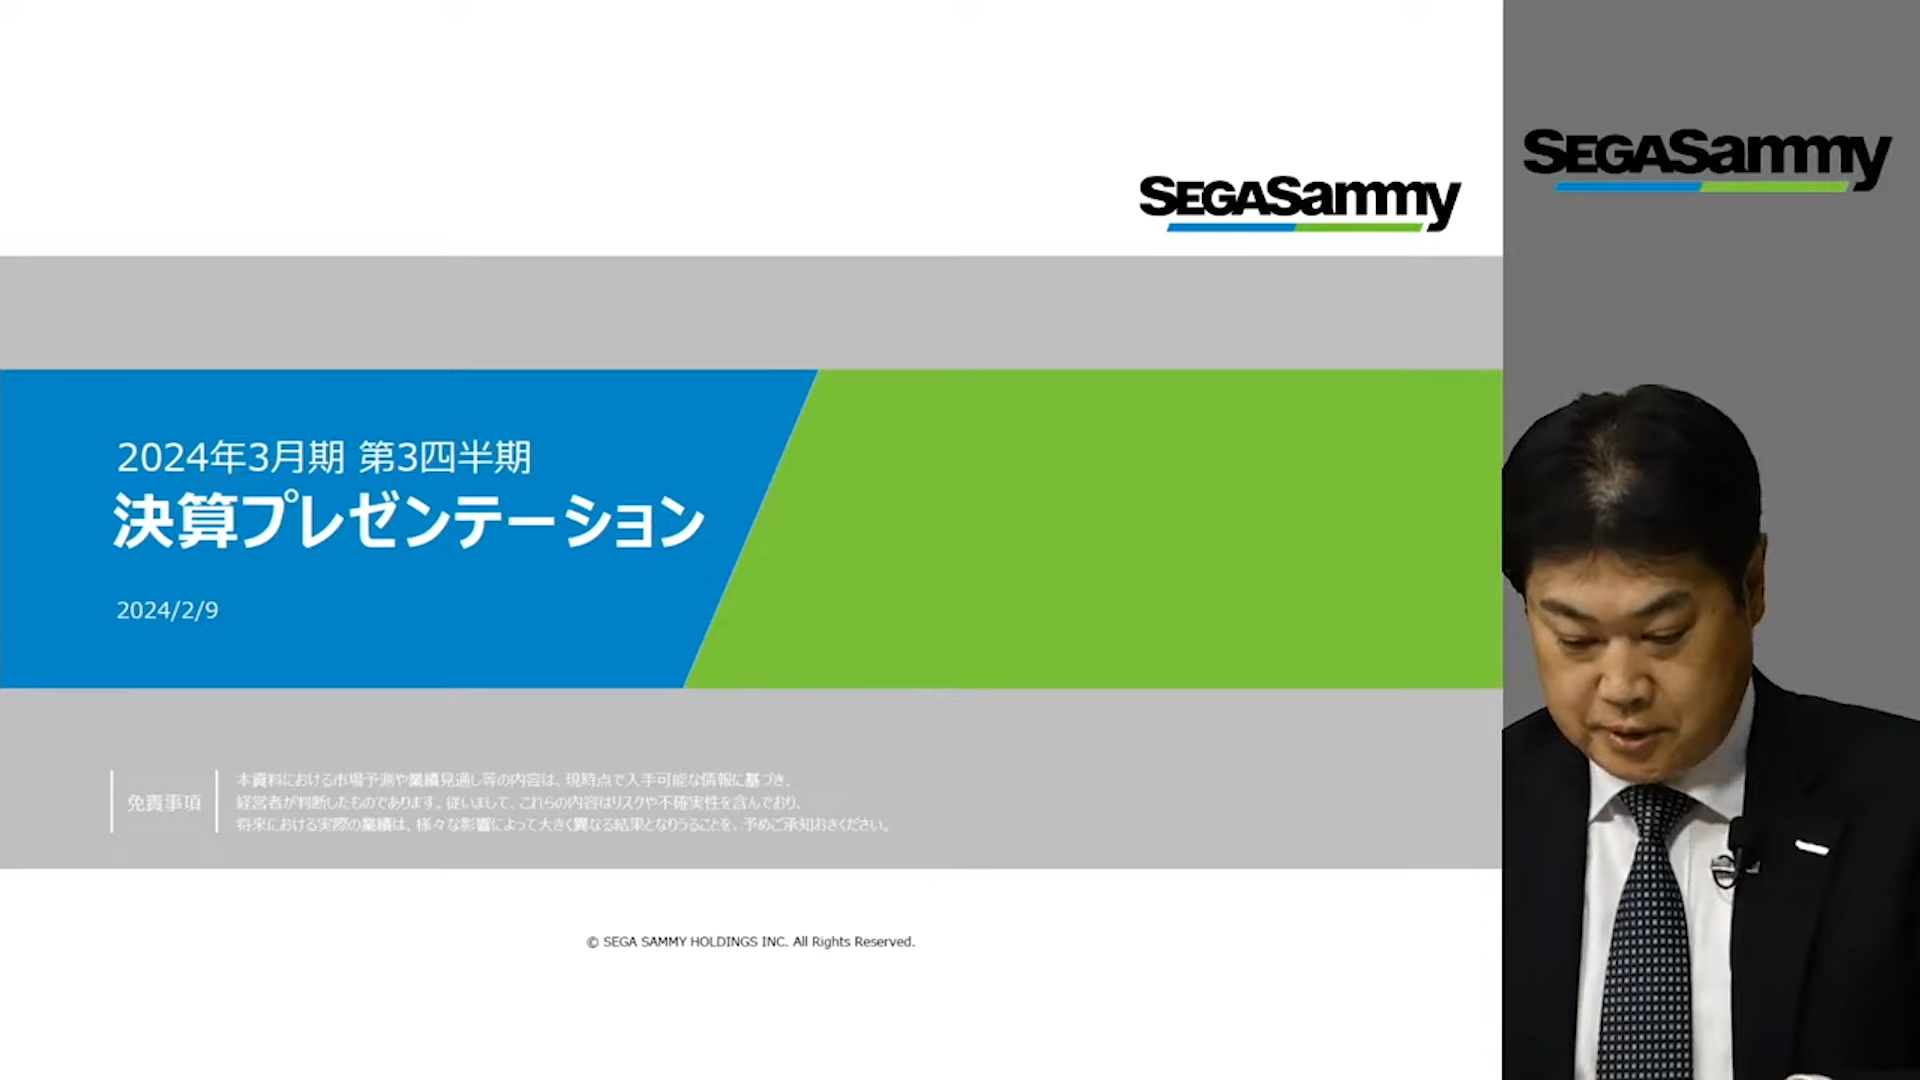 SEGASammy
SEGASammy
2024年3月期 第3四半期
決算プレゼンテーション
2024/2/9
免責事項
本資料における市場予測や業績見通し等の内容は、現時点で入手可能な情報に基づき、
経営者が判断したものであります。従いまして、これらの内容はリスクや不確実性を含んでおり、
将来における実際の業績は、様々な影響によって大きく異なる結果となりうることを、予めご承知おきください。
© SEGA SAMMY HOLDINGS INC. All Rights Reserved.